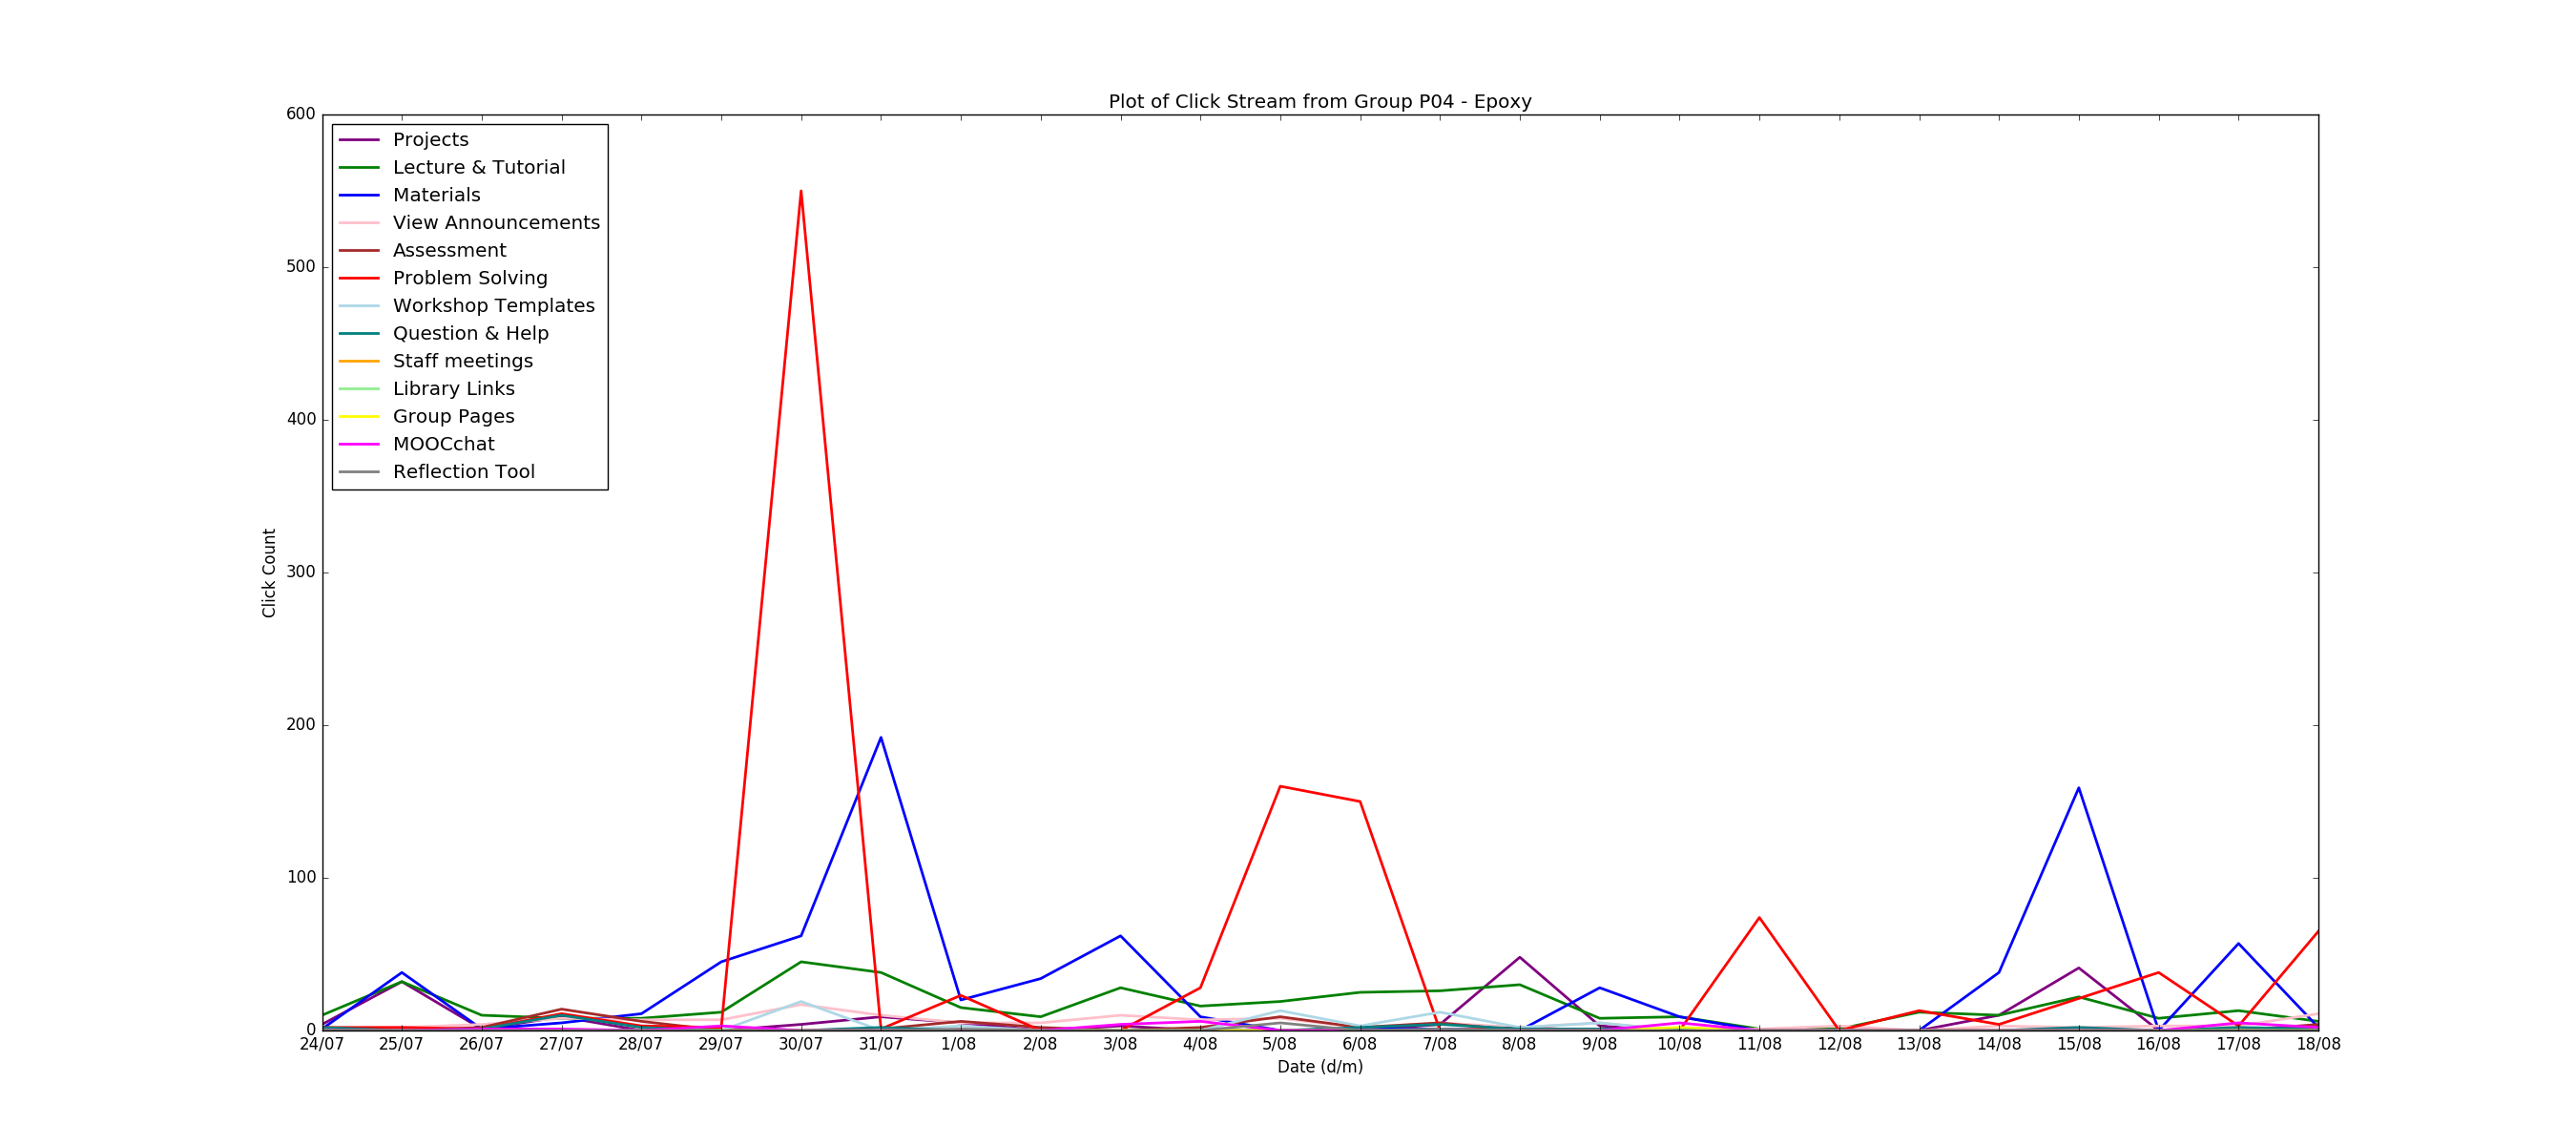 Plot of Click Stream from Group P04 - Epoxy
600
500
400
300
200
100
0
Click Count
Projects
Lecture & Tutorial
Materials
View Announcements
Assessment
Problem Solving
Workshop Templates
Question & Help
Staff meetings
Library Links
Group Pages
MOOCchat
Reflection Tool
24/07 25/07 26/07 27/07 28/07 29/07 30/07 31/07 1/08 2/08 3/08 4/08 5/08 6/08 7/08 8/08 9/08 10/08 11/08 12/08 13/08 14/08 15/08 16/08 17/08 18/08
Date (d/m)